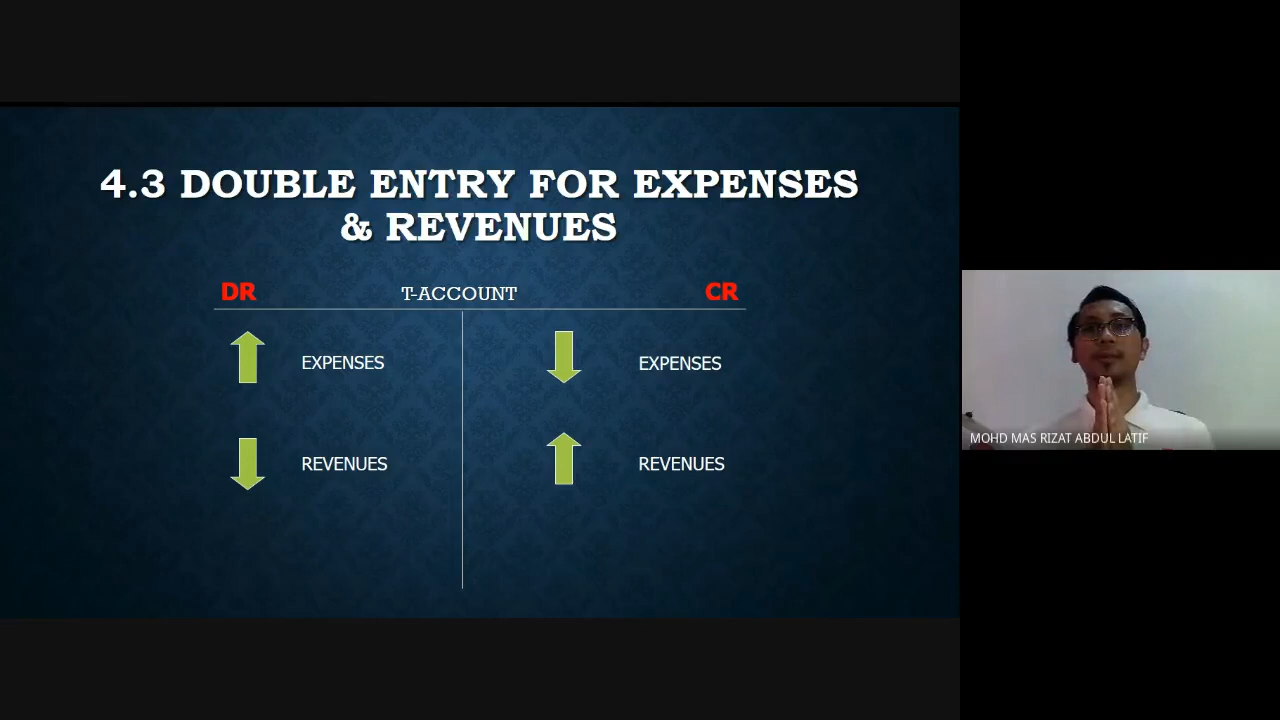 4.3 DOUBLE ENTRY FOR EXPENSES
& REVENUES
DR T-ACCOUNT CR
EXPENSES EXPENSES
REVENUES REVENUES
MOHD MAS RIZAT ABDUL LATIF